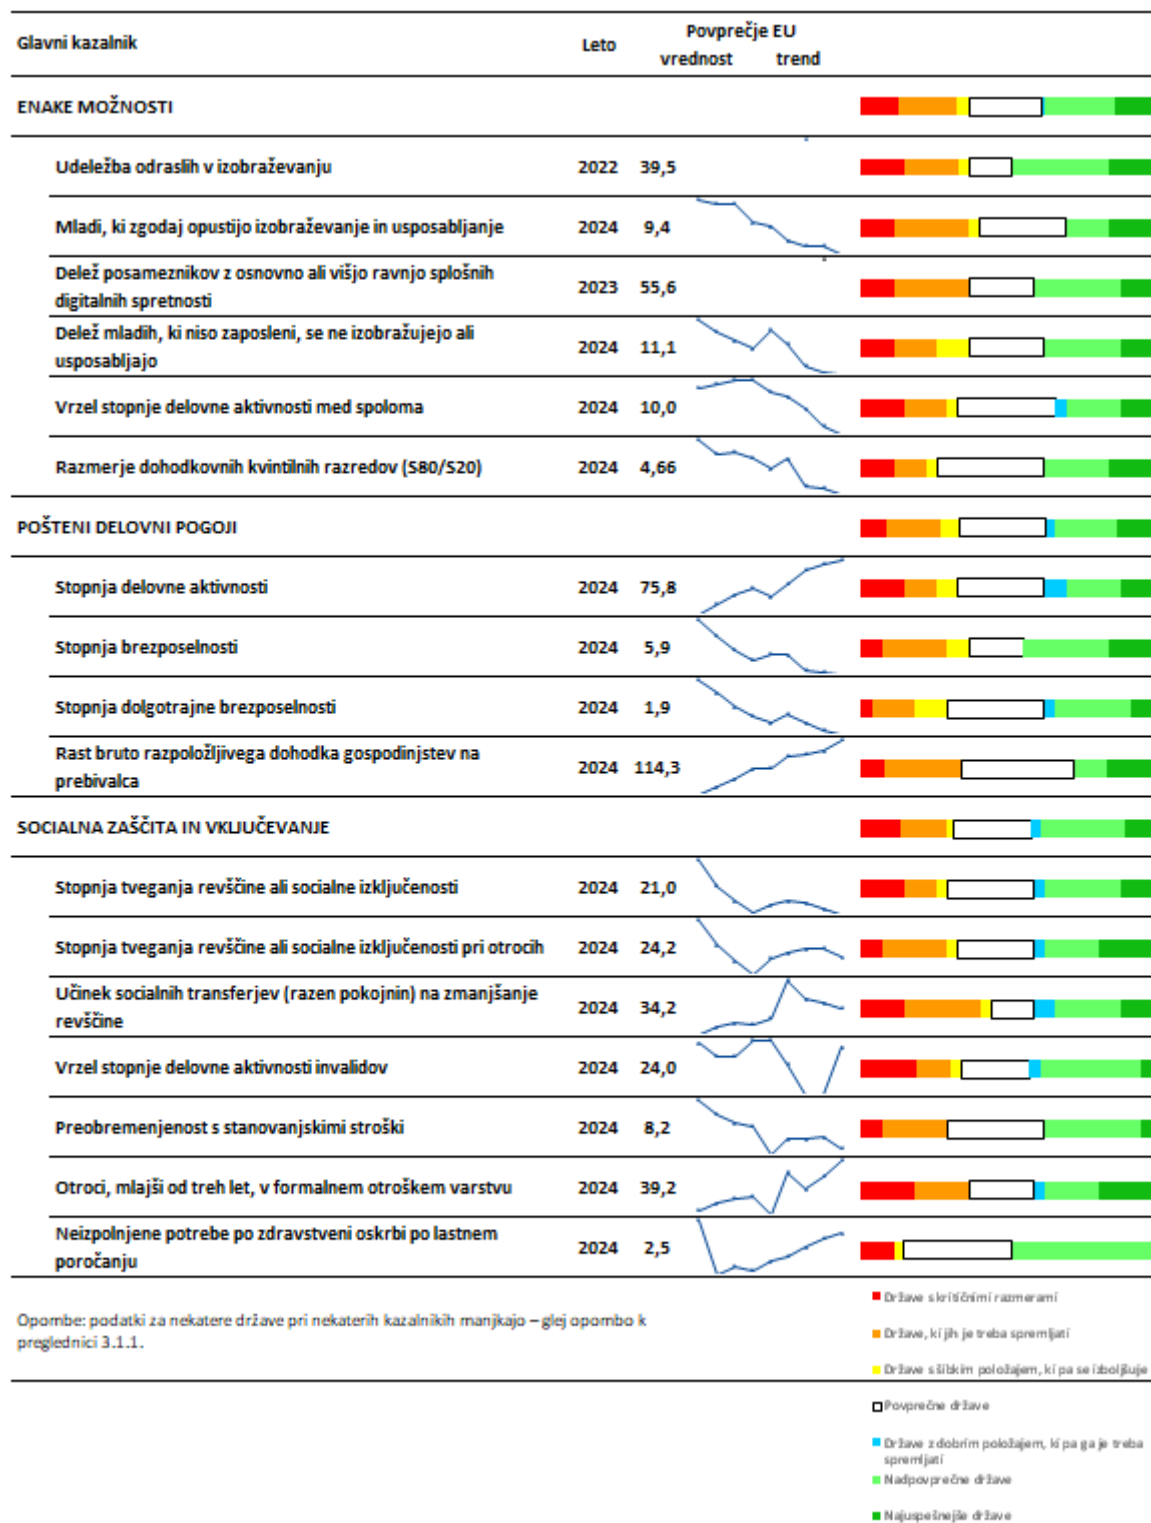 Glavni kazalnik Leto Povprečje EU
vrednost trend
ENAKE MOŽNOSTI
Udeležba odraslih v izobraževanju 2022 39,5
Mladi, ki zgodaj opustijo izobraževanje in usposabljanje 2024 9,4
Delež posameznikov z osnovno ali višjo ravnjo splošnih
digitalnih spretnosti 2023 55,6
Delež mladih, ki niso zaposleni, se ne izobražujejo ali
usposabljajo 2024 11,1
Vrzel stopnje delovne aktivnosti med spoloma 2024 10,0
Razmerje dohodkovnih kvintilnih razredov (S80/S20) 2024 4,66
POŠTENI DELOVNI POGOJI
Stopnja delovne aktivnosti 2024 75,8
Stopnja brezposelnosti 2024 5,9
Stopnja dolgotrajne brezposelnosti 2024 1,9
Rast bruto razpoložljivega dohodka gospodinjstev na
prebivalca 2024 114,3
SOCIALNA ZAŠČITA IN VKLJUČEVANJE
Stopnja tveganja revščine ali socialne izključenosti 2024 21,0
Stopnja tveganja revščine ali socialne izključenosti pri otrocih 2024 24,2
Učinek socialnih transferjev (razen pokojnin) na zmanjšanje
revščine 2024 34,2
Vrzel stopnje delovne aktivnosti invalidov 2024 24,0
Preobremenjenost s stanovanjskimi stroški 2024 8,2
Otroci, mlajši od treh let, v formalnem otroškem varstvu 2024 39,2
Neizpolnjene potrebe po zdravstveni oskrbi po lastnem
poročanju 2024 2,5
Opombe: podatki za nekatere države pri nekaterih kazalnikih manjkajo – glej opombo k
preglednici 3.1.1.
Države s kritičnimi razmerami
Države, ki jih je treba spremljati
Države s šibkim položajem, ki pa se izboljšuje
Povprečne države
Države z dobrim položajem, ki pa ga je treba
spremljati
Nadpovprečne države
Najuspešnejše države